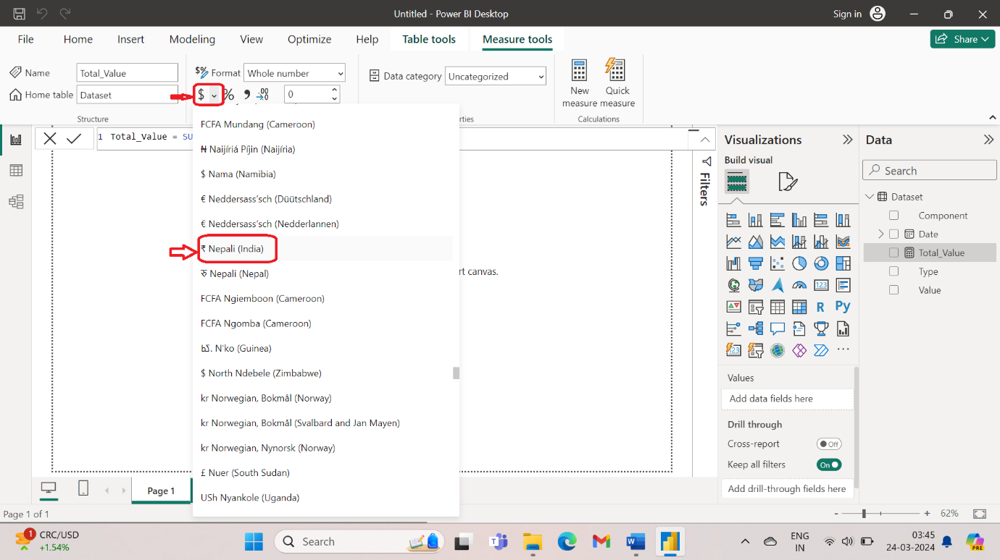 Untitled - Power BI Desktop
Sign in
File Home Insert Modeling View Optimize Help Table tools Measure tools
Share
Name Total_Value
$% Format Whole number
Data category Uncategorized
New measure
Quick measure
Home table Dataset
$ % , .00 0
Structure
Calculations
1 Total_Value = SU
FCFA Mundang (Cameroon)
₦ Naijíriá Píjin (Naijíria)
$ Nama (Namibia)
€ Neddersass’sch (Düütschland)
€ Neddersass’sch (Nedderlannen)
₹ Nepali (India)
रु Nepali (Nepal)
FCFA Ngiemboon (Cameroon)
FCFA Ngomba (Cameroon)
N'ko (Guinea)
$ North Ndebele (Zimbabwe)
kr Norwegian, Bokmål (Norway)
kr Norwegian, Bokmål (Svalbard and Jan Mayen)
kr Norwegian, Nynorsk (Norway)
£ Nuer (South Sudan)
USh Nyankole (Uganda)
rt canvas.
Filters
Visualizations
Build visual
123
R
Py
123
Values
Add data fields here
Drill through
Cross-report Off
Keep all filters On
Add drill-through fields here
Data
Search
Dataset
Component
Date
Total_Value
Type
Value
Page 1
Page 1 of 1
- + 62%
1
CRC/USD
+1.54%
Search
ENG
IN
03:45
24-03-2024
PRE